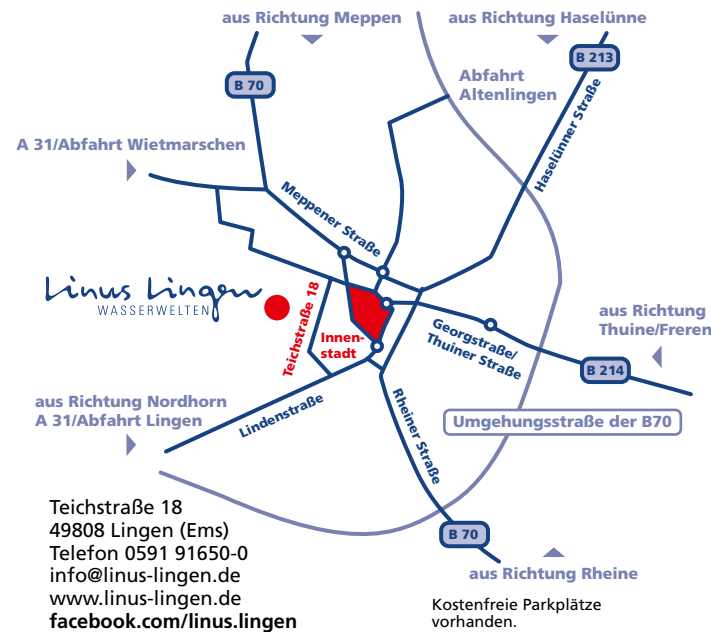 aus Richtung Meppen
aus Richtung Haselünne
B 213
B 70
Abfahrt
Altenlingen
A 31/Abfahrt Wietmarschen
Haselünner Straße
Meppener Straße
Linus Lingen
WASSERWELTEN
Teichstraße 18
Innen-
stadt
Georgstraße/
Thuiner Straße
aus Richtung
Thuine/Freren
B 214
aus Richtung Nordhorn
A 31/Abfahrt Lingen
Lindenstraße
Rheiner Straße
Umgehungsstraße der B70
B 70
aus Richtung Rheine
Teichstraße 18
49808 Lingen (Ems)
Telefon 0591 91650-0
info@linus-lingen.de
www.linus-lingen.de
facebook.com/linus.lingen
Kostenfreie Parkplätze
vorhanden.